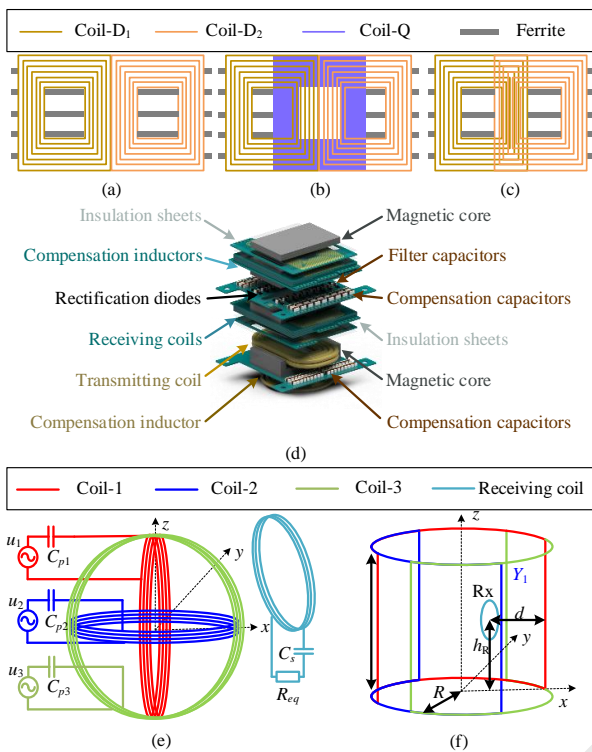 Coil-D₁ Coil-D₂ Coil-Q Ferrite
(a) (b) (c)
Insulation sheets Magnetic core
Compensation inductors Filter capacitors
Rectification diodes Compensation capacitors
Receiving coils Insulation sheets
Transmitting coil Magnetic core
Compensation inductor Compensation capacitors
(d)
Coil-1 Coil-2 Coil-3 Receiving coil
u₁ Cp1 z y x
u₂ Cp2
u₃ Cp3
Cs
Req
(e)
z
Y₁
Rx
d
y
hR
R
x
(f)